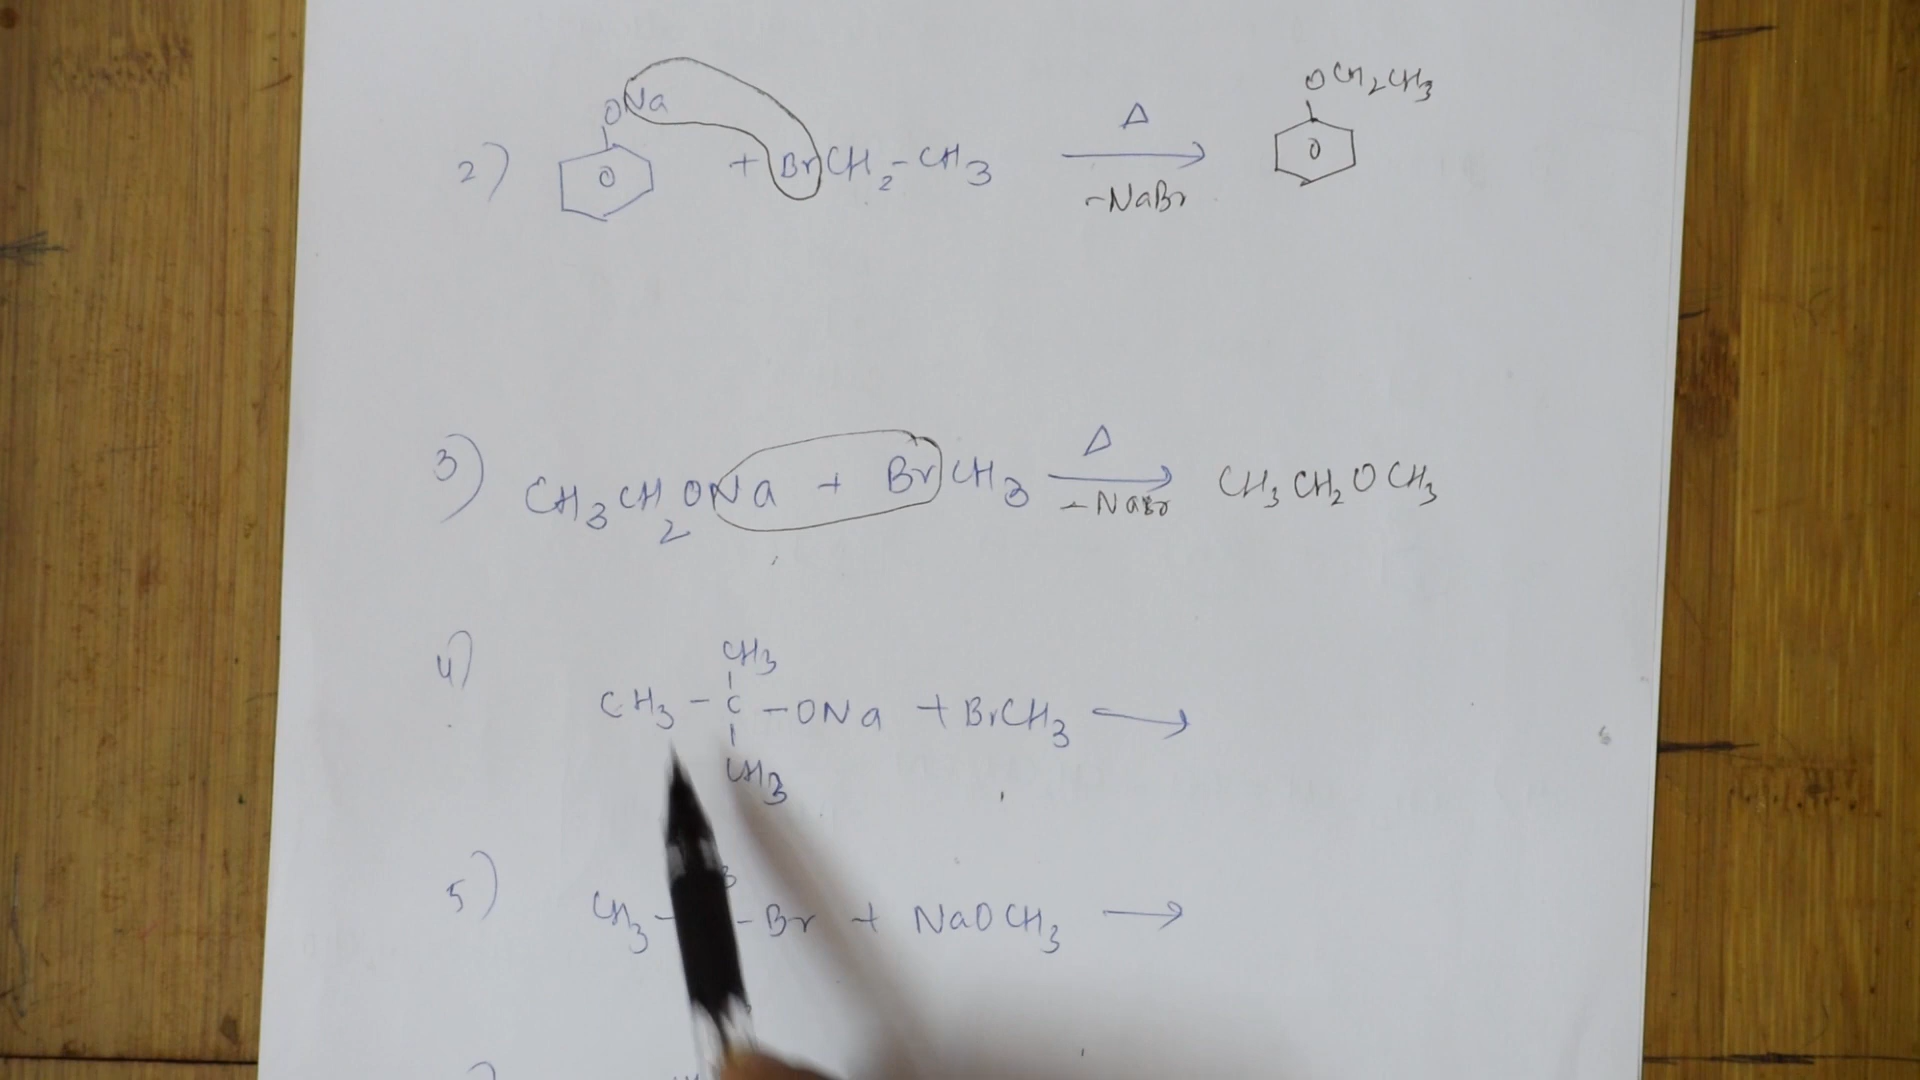 OCH2CH3
ONa
2) + BrCH2-CH3 Δ
-NaBr
3) CH3CH2ONa + BrCH3 Δ CH3CH2OCH3
-NaBr
4) CH3
CH3 - C - ONa + BrCH3 →
CH3
3
5) CH3 - -Br + NaOCH3 →